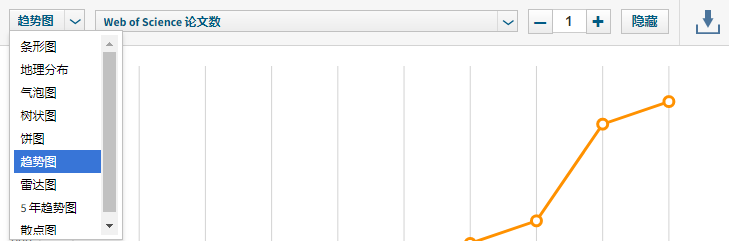 趋势图 Web of Science 论文数 1 隐藏
条形图
地理分布
气泡图
树状图
饼图
趋势图
雷达图
5 年趋势图
散点图